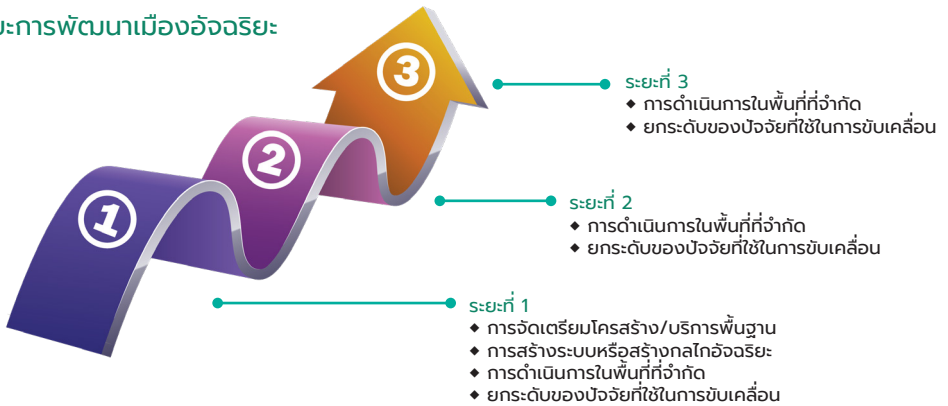 ยะการพัฒนาเมืองอัจฉริยะ
3
ระยะที่ 3
◆ การดำเนินการในพื้นที่ที่จำกัด
◆ ยกระดับของปัจจัยที่ใช้ในการขับเคลื่อน
2
ระยะที่ 2
◆ การดำเนินการในพื้นที่ที่จำกัด
◆ ยกระดับของปัจจัยที่ใช้ในการขับเคลื่อน
1
ระยะที่ 1
◆ การจัดเตรียมโครสร้าง/บริการพื้นฐาน
◆ การสร้างระบบหรือสร้างกลไกอัจฉริยะ
◆ การดำเนินการในพื้นที่ที่จำกัด
◆ ยกระดับของปัจจัยที่ใช้ในการขับเคลื่อน